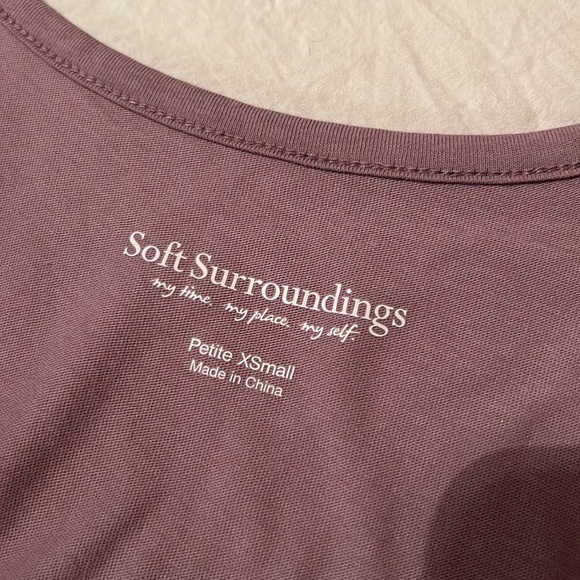 Soft Surroundings
my time. my place. my self.
Petite XSmall
Made in China